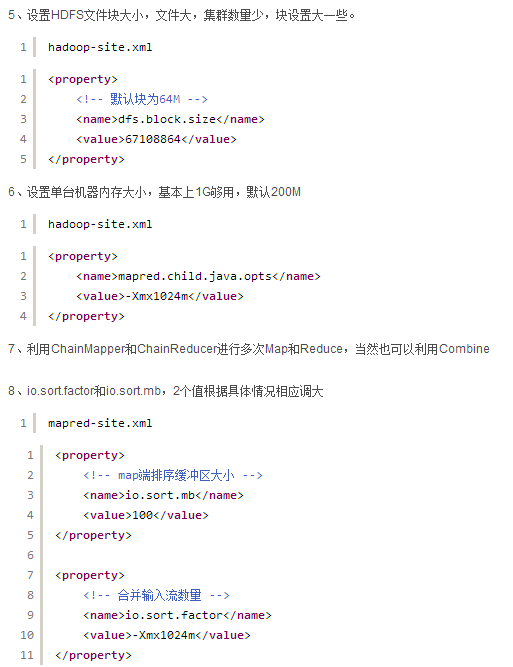 5、设置HDFS文件块大小，文件大，集群数量少，块设置大一些。
1 hadoop-site.xml
1 <property>
2 <!-- 默认块为64M -->
3 <name>dfs.block.size</name>
4 <value>67108864</value>
5 </property>
6、设置单台机器内存大小，基本上1G够用，默认200M
1 hadoop-site.xml
1 <property>
2 <name>mapred.child.java.opts</name>
3 <value>-Xmx1024m</value>
4 </property>
7、利用ChainMapper和ChainReducer进行多次Map和Reduce，当然也可以利用Combine
8、io.sort.factor和io.sort.mb，2个值根据具体情况相应调大
1 mapred-site.xml
1 <property>
2 <!-- map端排序缓冲区大小 -->
3 <name>io.sort.mb</name>
4 <value>100</value>
5 </property>
6
7 <property>
8 <!-- 合并输入流数量 -->
9 <name>io.sort.factor</name>
10 <value>-Xmx1024m</value>
11 </property>